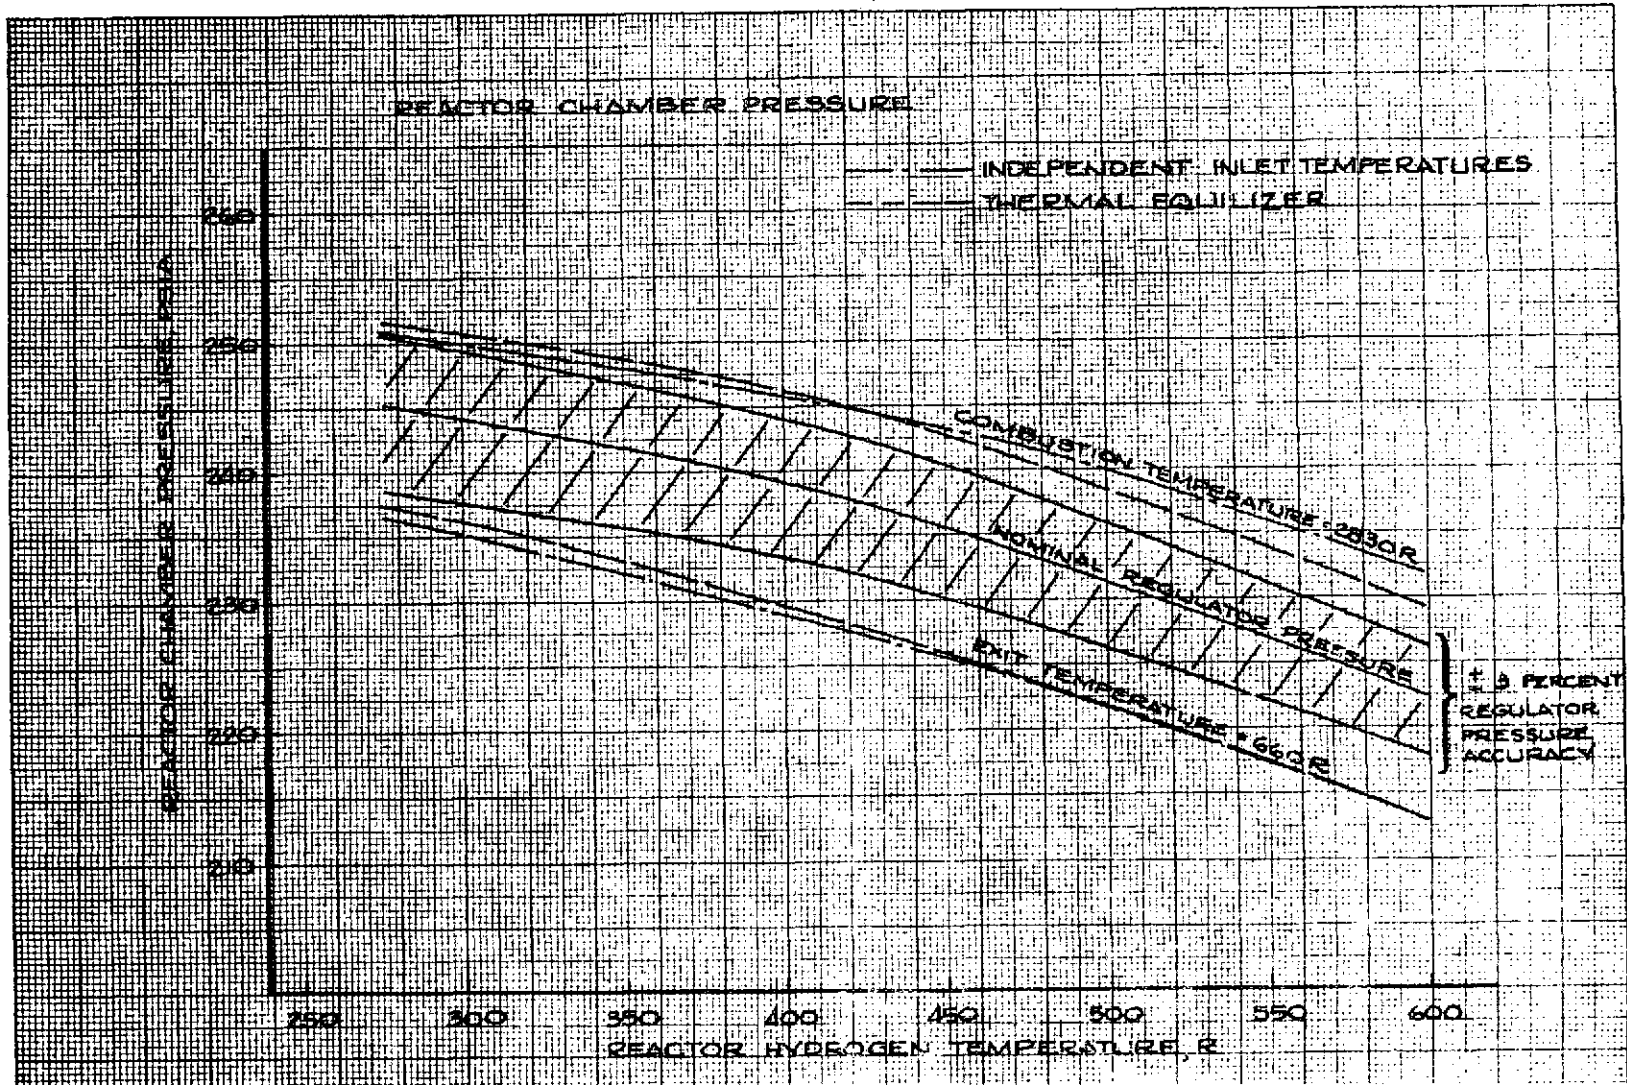 REACTOR CHAMBER PRESSURE
INDEPENDENT INLET TEMPERATURES
THERMAL EQUILIZER
260
250
240
230
220
210
REACTOR CHAMBER PRESSURE, PSIA
COMBUSTION TEMPERATURE = 2830 R
NOMINAL REGULATOR PRESSURE
EXIT TEMPERATURE = 660 R
± 3 PERCENT
REGULATOR
PRESSURE
ACCURACY
250 300 350 400 450 500 550 600
REACTOR HYDROGEN TEMPERATURE, R